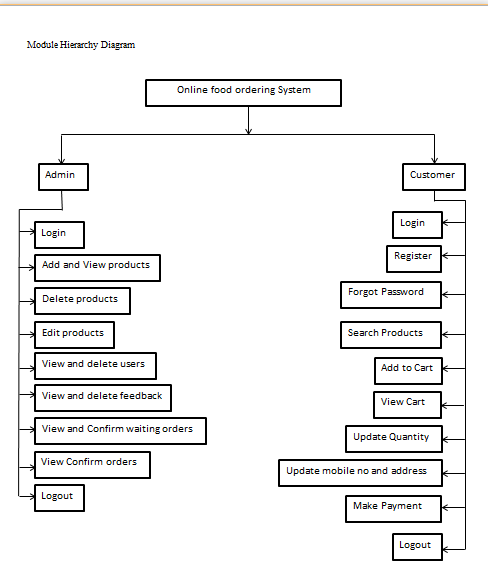 Module Hierarchy Diagram
Online food ordering System
Admin
Customer
Login
Add and View products
Delete products
Edit products
View and delete users
View and delete feedback
View and Confirm waiting orders
View Confirm orders
Logout
Login
Register
Forgot Password
Search Products
Add to Cart
View Cart
Update Quantity
Update mobile no and address
Make Payment
Logout